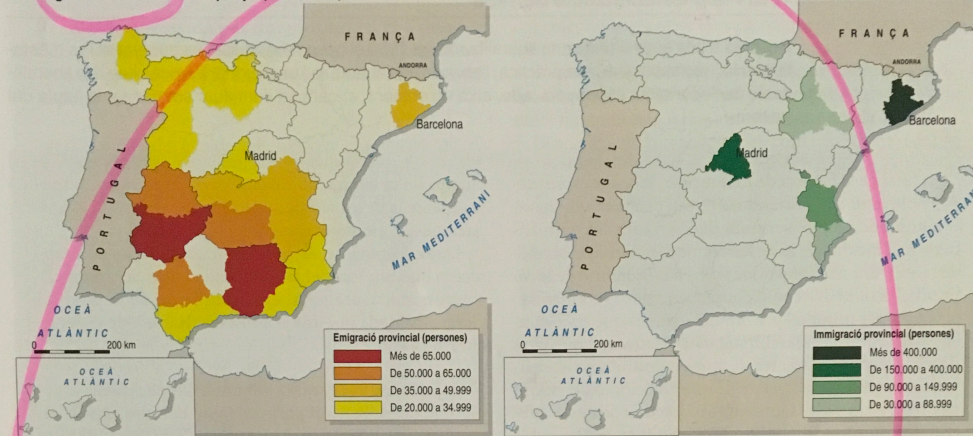 FRANÇA
ANDORRA
Barcelona
Madrid
PORTUGAL
MAR MEDITERRANI
OCEÀ
ATLÀNTIC
0 200 km
OCEÀ
ATLÀNTIC
Emigració provincial (persones)
Més de 65.000
De 50.000 a 65.000
De 35.000 a 49.999
De 20.000 a 34.999
FRANÇA
ANDORRA
Barcelona
Madrid
PORTUGAL
MAR MEDITERRANI
OCEÀ
ATLÀNTIC
0 200 km
OCEÀ
ATLÀNTIC
Immigració provincial (persones)
Més de 400.000
De 150.000 a 400.000
De 90.000 a 149.999
De 30.000 a 88.999